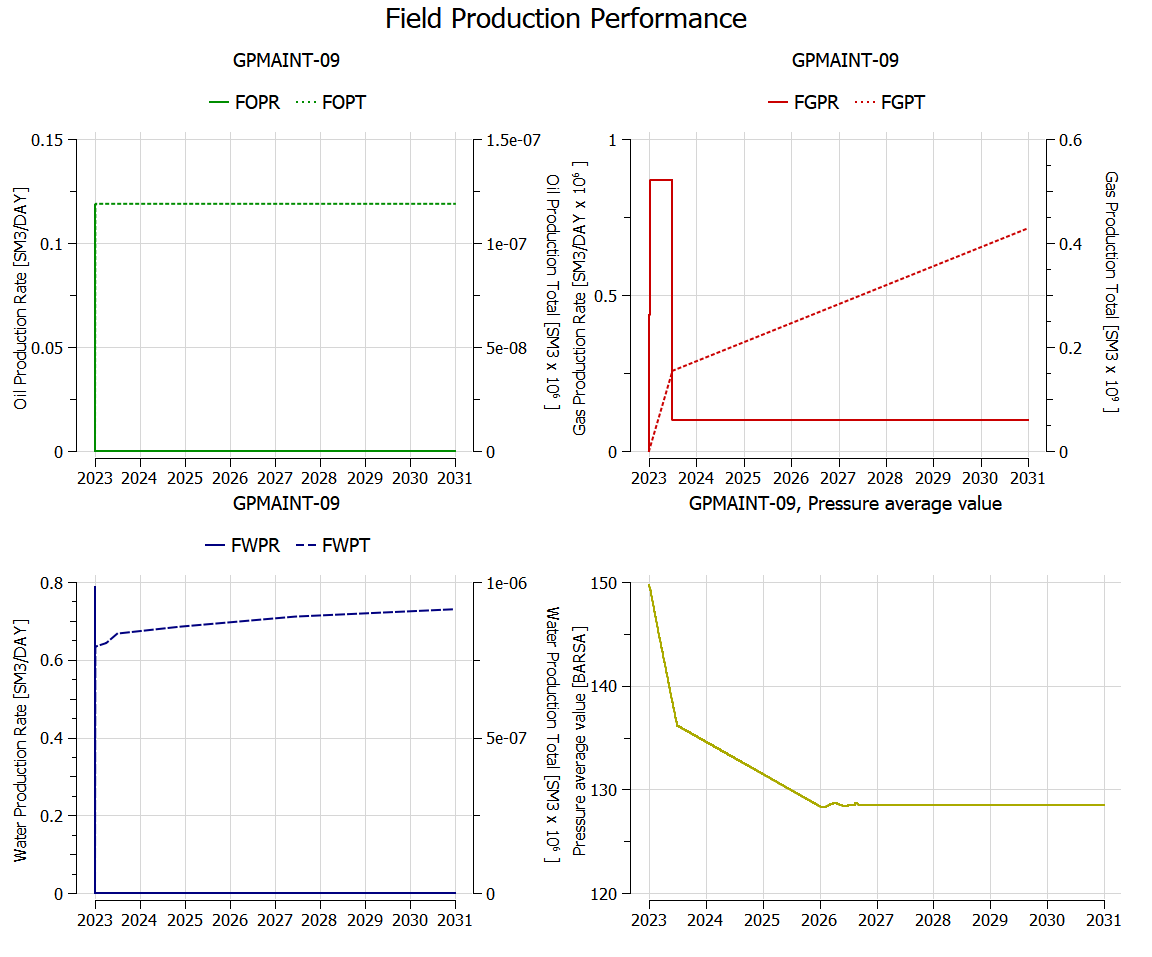 Field Production Performance
GPMAINT-09
FOPR FOPT
0.15
0.1
0.05
0
Oil Production Rate [SM3/DAY]
1.5e-07
1e-07
5e-08
0
Oil Production Total [SM3 x 10⁶ ]
2023 2024 2025 2026 2027 2028 2029 2030 2031
GPMAINT-09
FGPR FGPT
1
0.5
0
Gas Production Rate [SM3/DAY x 10⁶ ]
0.6
0.4
0.2
0
Gas Production Total [SM3 x 10⁹ ]
2023 2024 2025 2026 2027 2028 2029 2030 2031
GPMAINT-09
FWPR FWPT
0.8
0.6
0.4
0.2
0
Water Production Rate [SM3/DAY]
1e-06
5e-07
0
Water Production Total [SM3 x 10⁶ ]
2023 2024 2025 2026 2027 2028 2029 2030 2031
GPMAINT-09, Pressure average value
150
140
130
120
Pressure average value [BARSA ]
2023 2024 2025 2026 2027 2028 2029 2030 2031